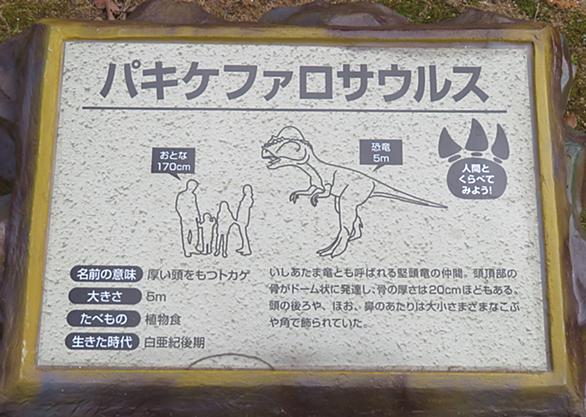 パキケファロサウルス
おとな
170cm
恐竜
5m
人間と
くらべて
みよう!
名前の意味 厚い頭をもつトカゲ
大きさ 5m
たべもの 植物食
生きた時代 白亜紀後期
いしあたま竜とも呼ばれる堅頭竜の仲間。頭頂部の
骨がドーム状に発達し、骨の厚さは20cmほどもある。
頭の後ろや、ほお、鼻のあたりは大小さまざまなこぶ
や角で飾られていた。